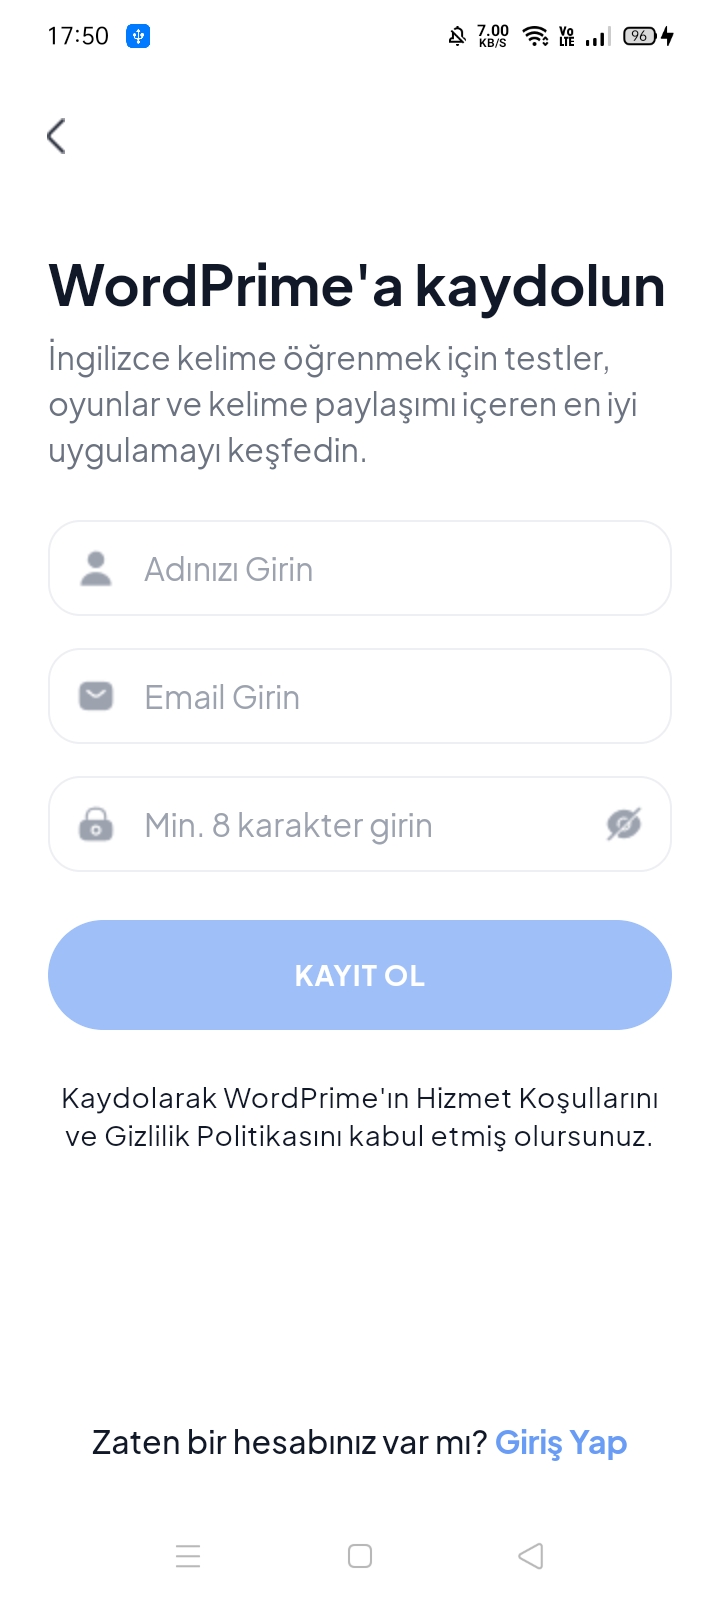 17:50
7.00
KB/S
Vo
LTE
96
WordPrime'a kaydolun
İngilizce kelime öğrenmek için testler,
oyunlar ve kelime paylaşımı içeren en iyi
uygulamayı keşfedin.
Adınızı Girin
Email Girin
Min. 8 karakter girin
KAYIT OL
Kaydolarak WordPrime'ın Hizmet Koşullarını
ve Gizlilik Politikasını kabul etmiş olursunuz.
Zaten bir hesabınız var mı? Giriş Yap